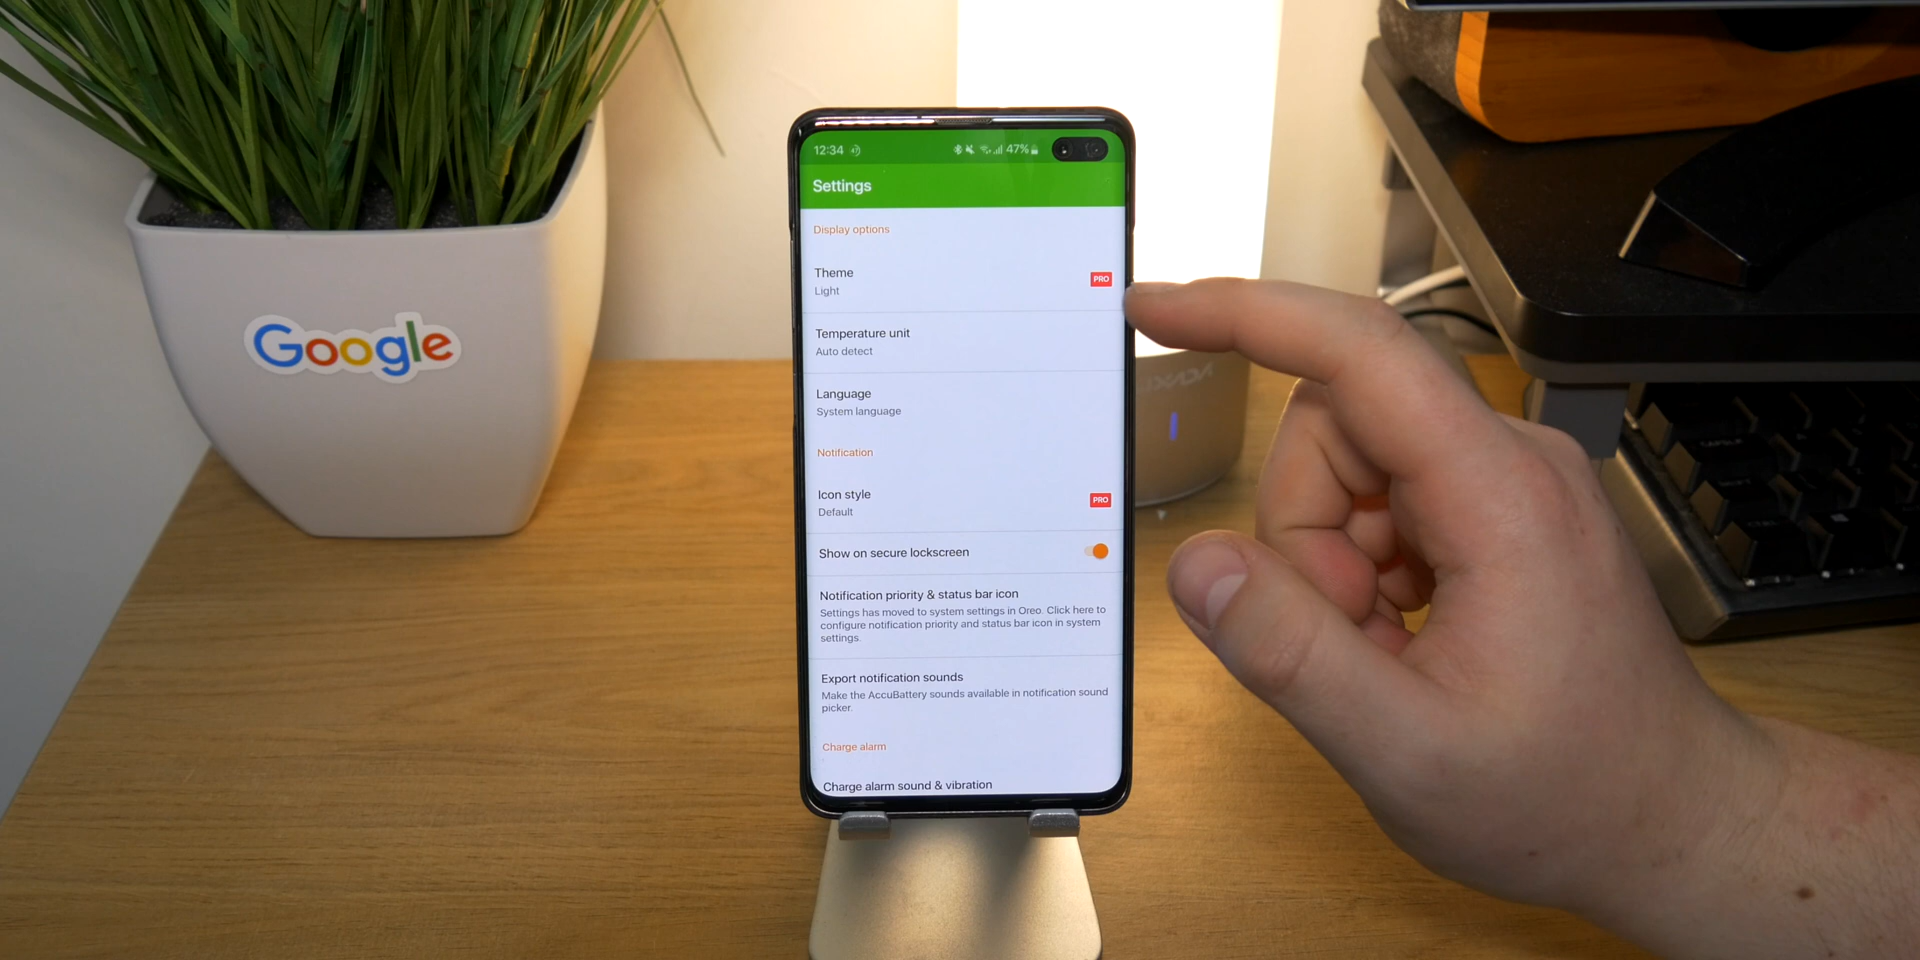 Google
12:34
47%
Settings
Display options
Theme
PRO
Light
Temperature unit
Auto detect
Language
System language
Notification
Icon style
PRO
Default
Show on secure lockscreen
Notification priority & status bar icon
Settings has moved to system settings in Oreo. Click here to
configure notification priority and status bar icon in system
settings.
Export notification sounds
Make the AccuBattery sounds available in notification sound
picker.
Charge alarm
Charge alarm sound & vibration